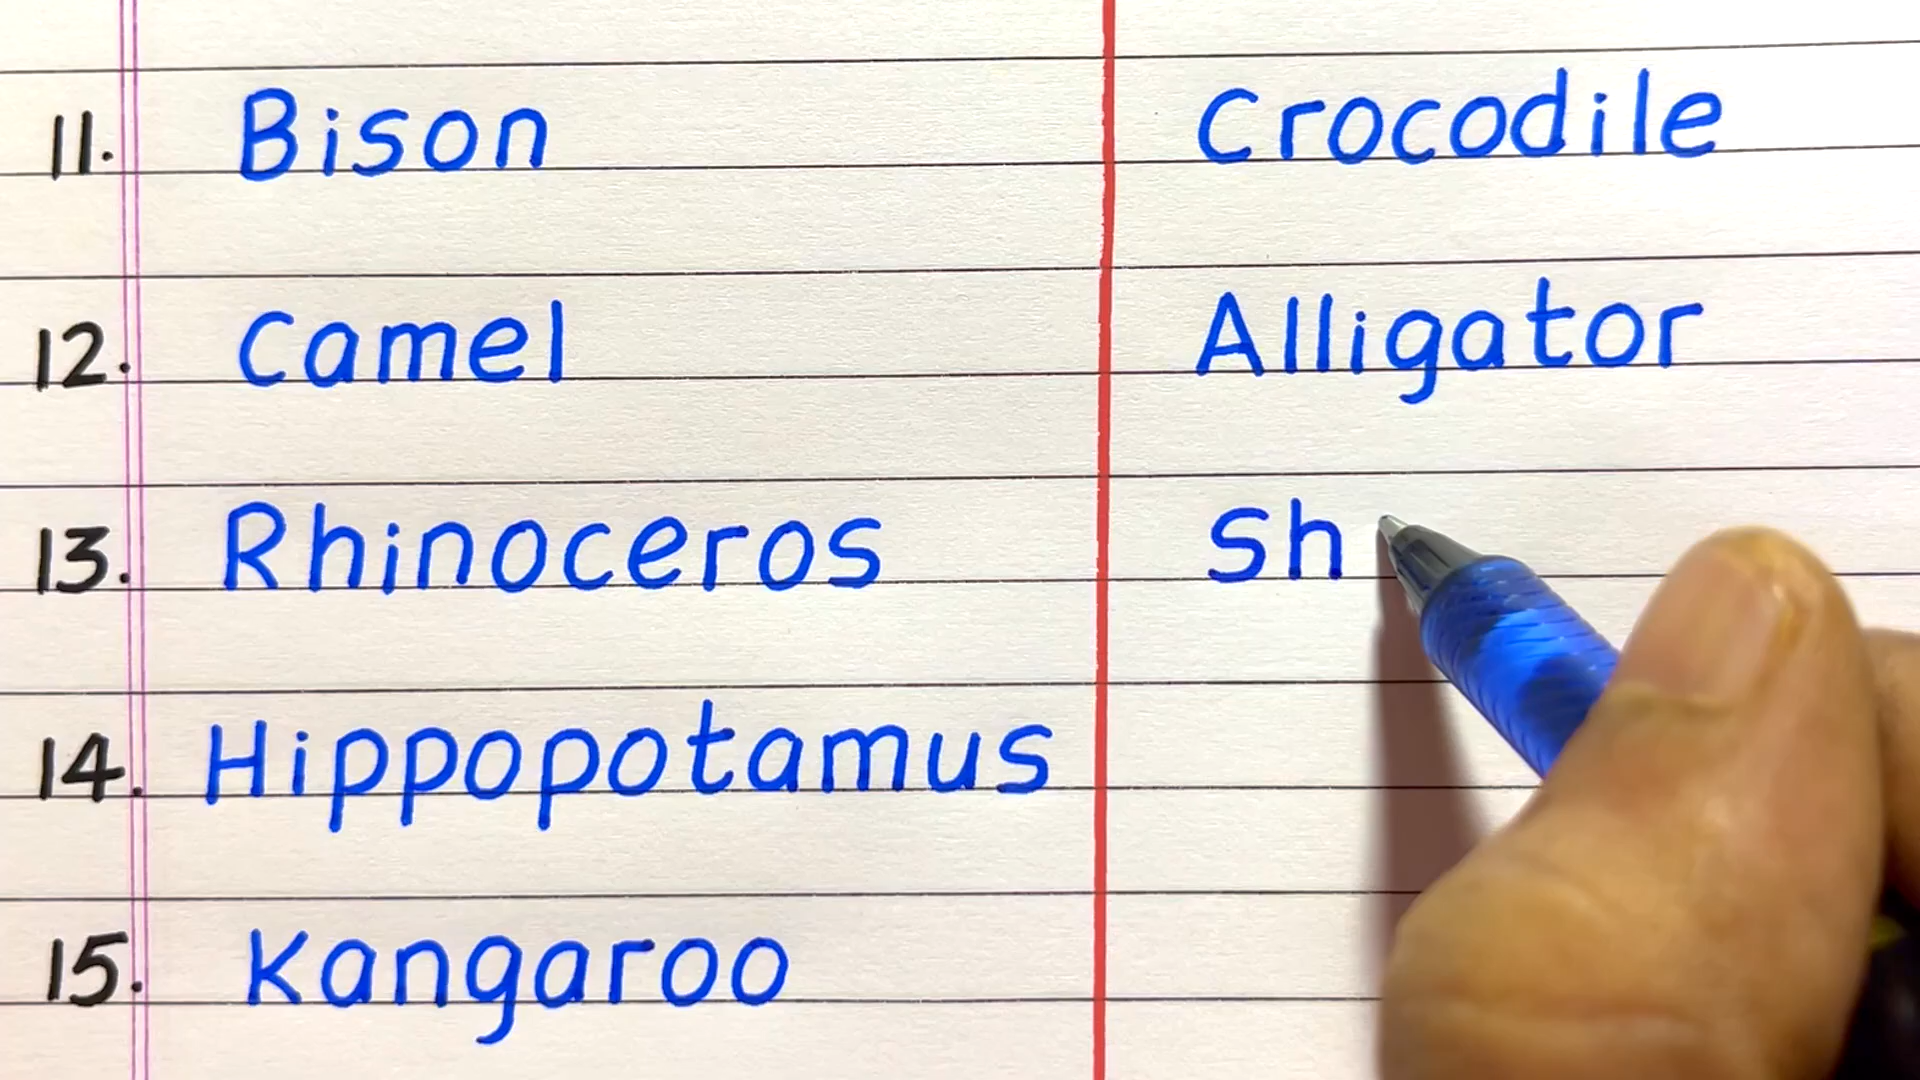 11. Bison Crocodile
12. Camel Alligator
13. Rhinoceros Sh
14. Hippopotamus
15. Kangaroo